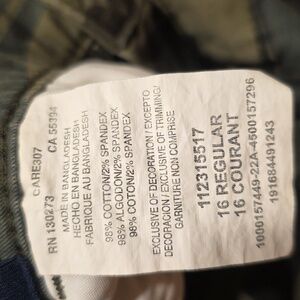 CARE307
RN 130273 CA 55394
MADE IN BANGLADESH
HECHO EN BANGLADESH
FABRIQUE AU BANGLADESH
98% COTTON/2% SPANDEX
98% ALGODON/2% SPANDEX
98% COTON/2% SPANDEX
EXCLUSIVE OF DECORATION / EXCEPTO
DECORACION / EXCLUSIVE OF TRIMMING/
GARNITURE NON COMPRISE
112315517
16 REGULAR
16 COURANT
1000157449-22A-4500157296
191684491243